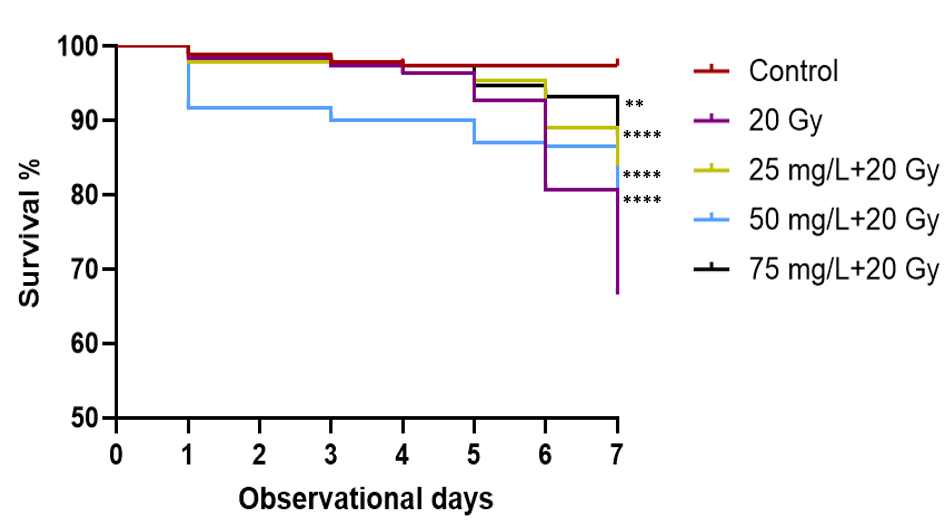 100
90
80
70
60
50
Survival %
0 1 2 3 4 5 6 7
Observational days
**
****
****
****
Control
20 Gy
25 mg/L+20 Gy
50 mg/L+20 Gy
75 mg/L+20 Gy